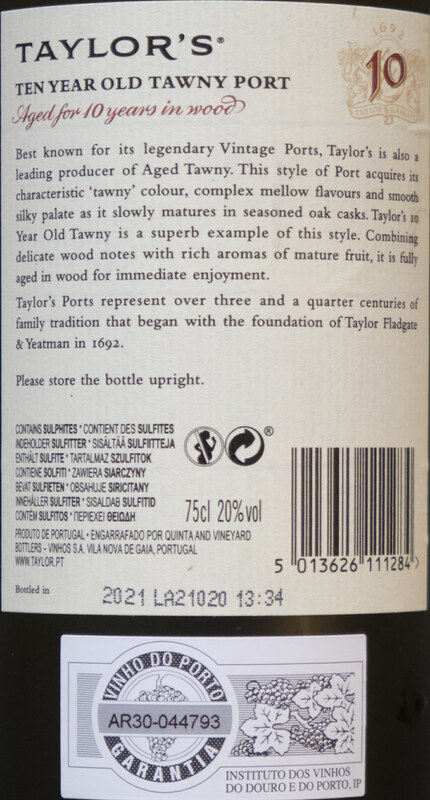 TAYLOR'S®
1692
10
TAYLOR & FLADGATE
TEN YEAR OLD TAWNY PORT
Aged for 10 years in wood
Best known for its legendary Vintage Ports, Taylor's is also a
leading producer of Aged Tawny. This style of Port acquires its
characteristic 'tawny' colour, complex mellow flavours and smooth
silky palate as it slowly matures in seasoned oak casks. Taylor's 10
Year Old Tawny is a superb example of this style. Combining
delicate wood notes with rich aromas of mature fruit, it is fully
aged in wood for immediate enjoyment.
Taylor's Ports represent over three and a quarter centuries of
family tradition that began with the foundation of Taylor Fladgate
& Yeatman in 1692.
Please store the bottle upright.
CONTAINS SULPHITES * CONTIENT DES SULFITES
INDEHOLDER SULFITTER * SISÄLTÄÄ SULFIITTEJA
ENTHÄLT SULFITE * TARTALMAZ SZULFITOK
CONTIENE SOLFITI * ZAWIERA SIARCZYNY
BEVAT SULFIETEN * OBSAHUJE SIRICITANY
INNEHÅLLER SULFITER * SISALDAB SULFITID
CONTÉM SULFITOS * ΠΕΡΙΕΧΕΙ ΘΕΙΩΔΗ
®
75cl 20%vol
PRODUTO DE PORTUGAL • ENGARRAFADO POR QUINTA AND VINEYARD
BOTTLERS – VINHOS S.A. VILA NOVA DE GAIA, PORTUGAL
WWW.TAYLOR.PT
5 013626 111284 >
Bottled in
2021 LA21020 13:34
VINHO DO PORTO
AR30-044793
GARANTIA
INSTITUTO DOS VINHOS
DO DOURO E DO PORTO, IP